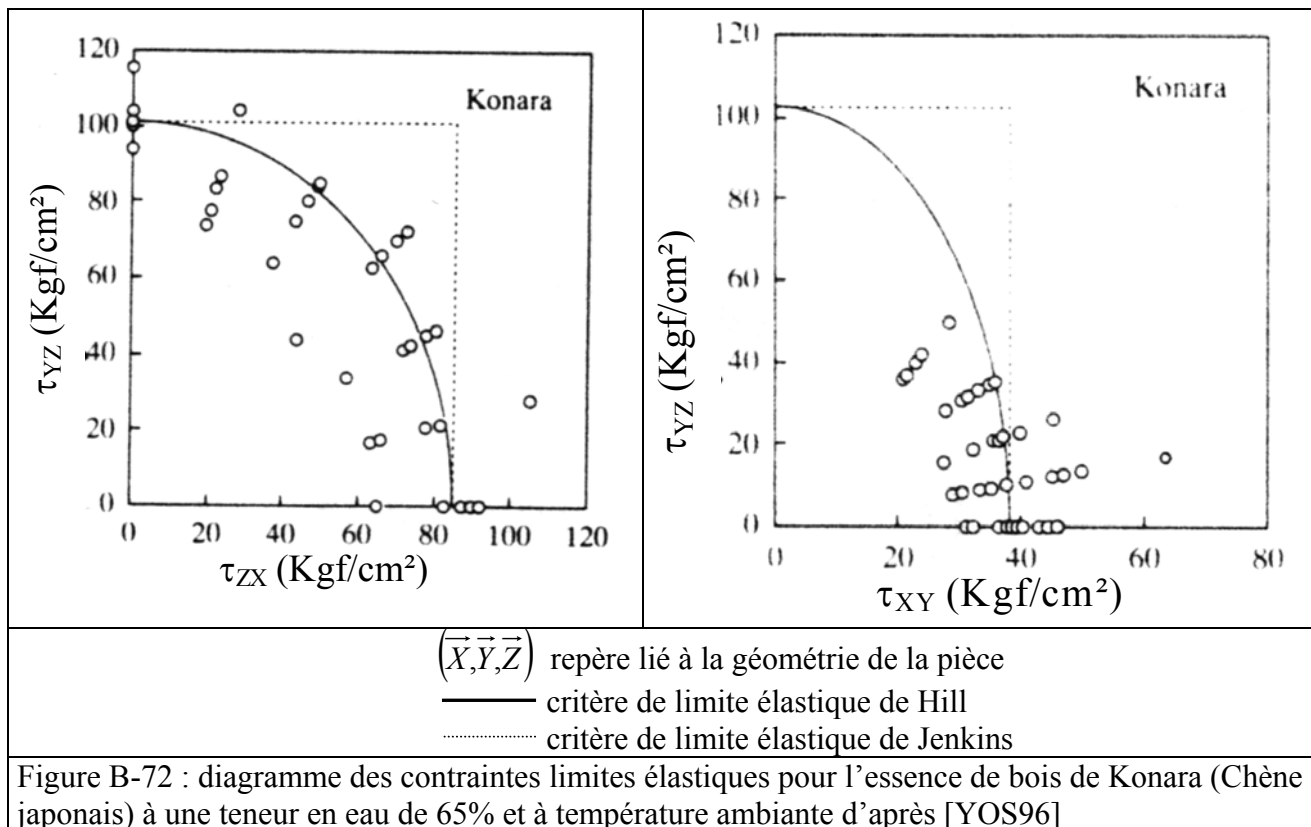 120
100
80
60
40
20
0
τYZ (Kgf/cm²)
Konara
0 20 40 60 80 100 120
τZX (Kgf/cm²)
120
100
80
60
40
20
0
τYZ (Kgf/cm²)
Konara
0 20 40 60 80
τXY (Kgf/cm²)
(X,Y,Z) repère lié à la géométrie de la pièce
critère de limite élastique de Hill
critère de limite élastique de Jenkins
Figure B-72 : diagramme des contraintes limites élastiques pour l’essence de bois de Konara (Chène
japonais) à une teneur en eau de 65% et à température ambiante d’après [YOS96]